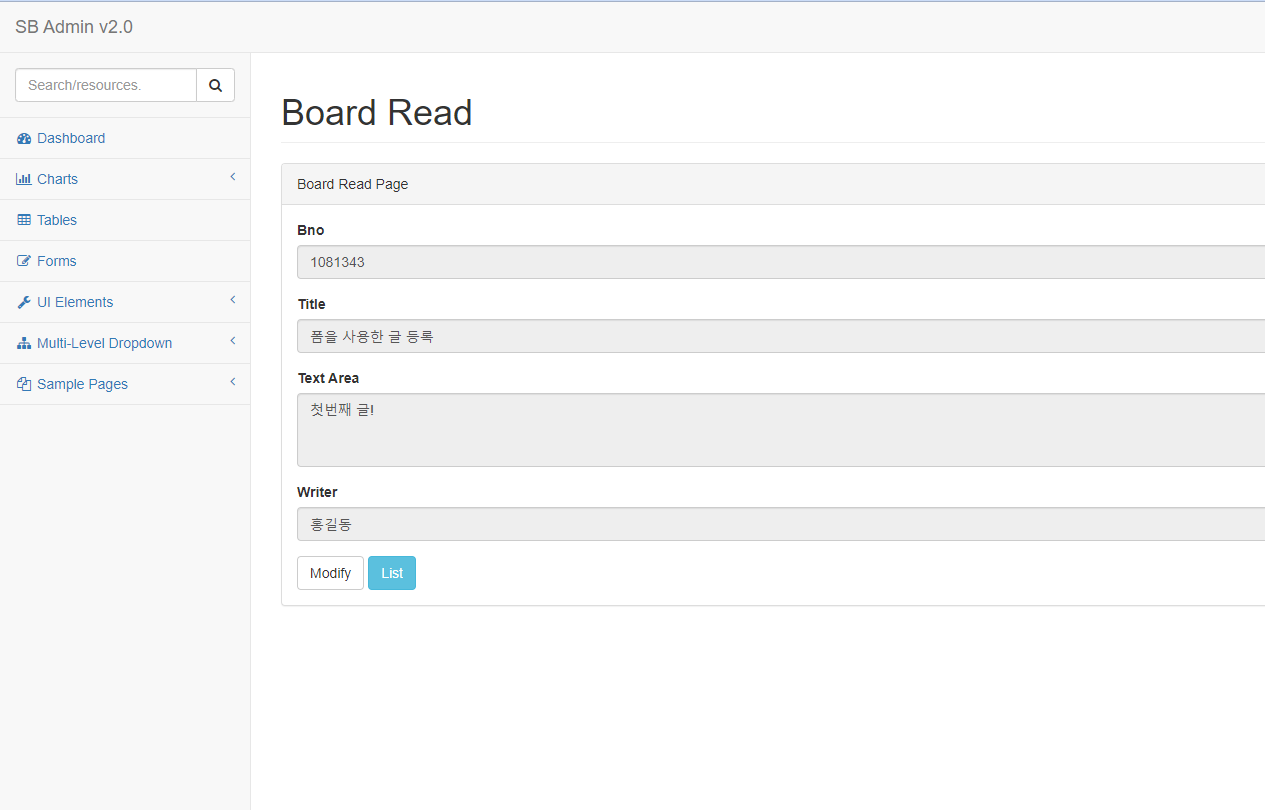 SB Admin v2.0
Search/resources.
Dashboard
Charts
Tables
Forms
UI Elements
Multi-Level Dropdown
Sample Pages
Board Read
Board Read Page
Bno
1081343
Title
폼을 사용한 글 등록
Text Area
첫번째 글!
Writer
홍길동
Modify List